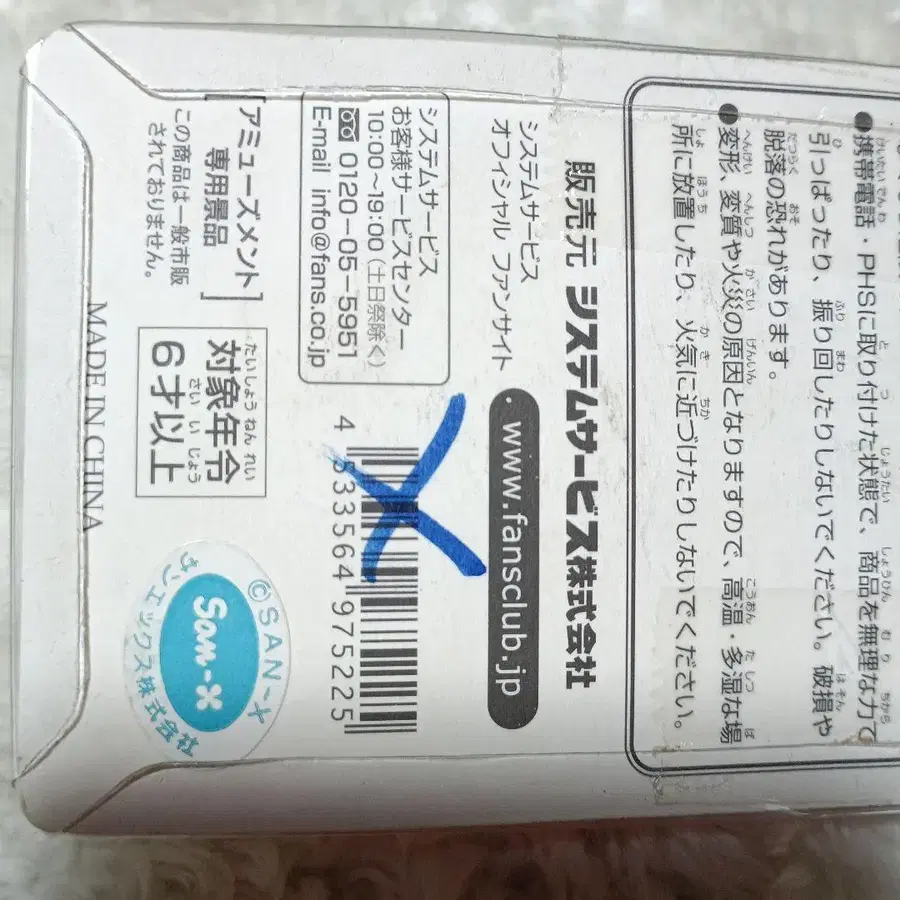 ●携帯電話・PHSに取り付けた状態で、商品を無理な力で
引っぱったり、振り回したりしないでください。破損や
脱落の恐れがあります。
●変形、変質や火災の原因となりますので、高温・多湿な場
所に放置したり、火気に近づけたりしないでください。
販売元 システムサービス株式会社
システムサービス
オフィシャル ファンサイト
www.fansclub.jp
システムサービス
お客様サービスセンター
10:00〜19:00(土日祭除く)
0120-05-5951
E-mail info@fans.co.jp
4 533564 975225
[アミューズメント
専用景品]
この商品は一般市販
されておりません。
対象年令
6才以上
©SAN-X
San-X
サンエックス株式会社
MADE IN CHINA